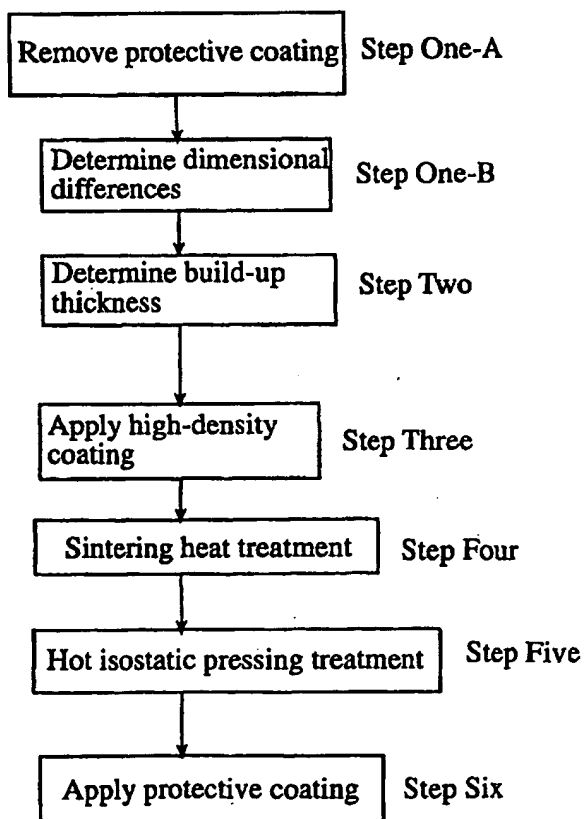 Remove protective coating Step One-A
Determine dimensional
differences
Step One-B
Determine build-up
thickness
Step Two
Apply high-density
coating
Step Three
Sintering heat treatment Step Four
Hot isostatic pressing treatment Step Five
Apply protective coating Step Six